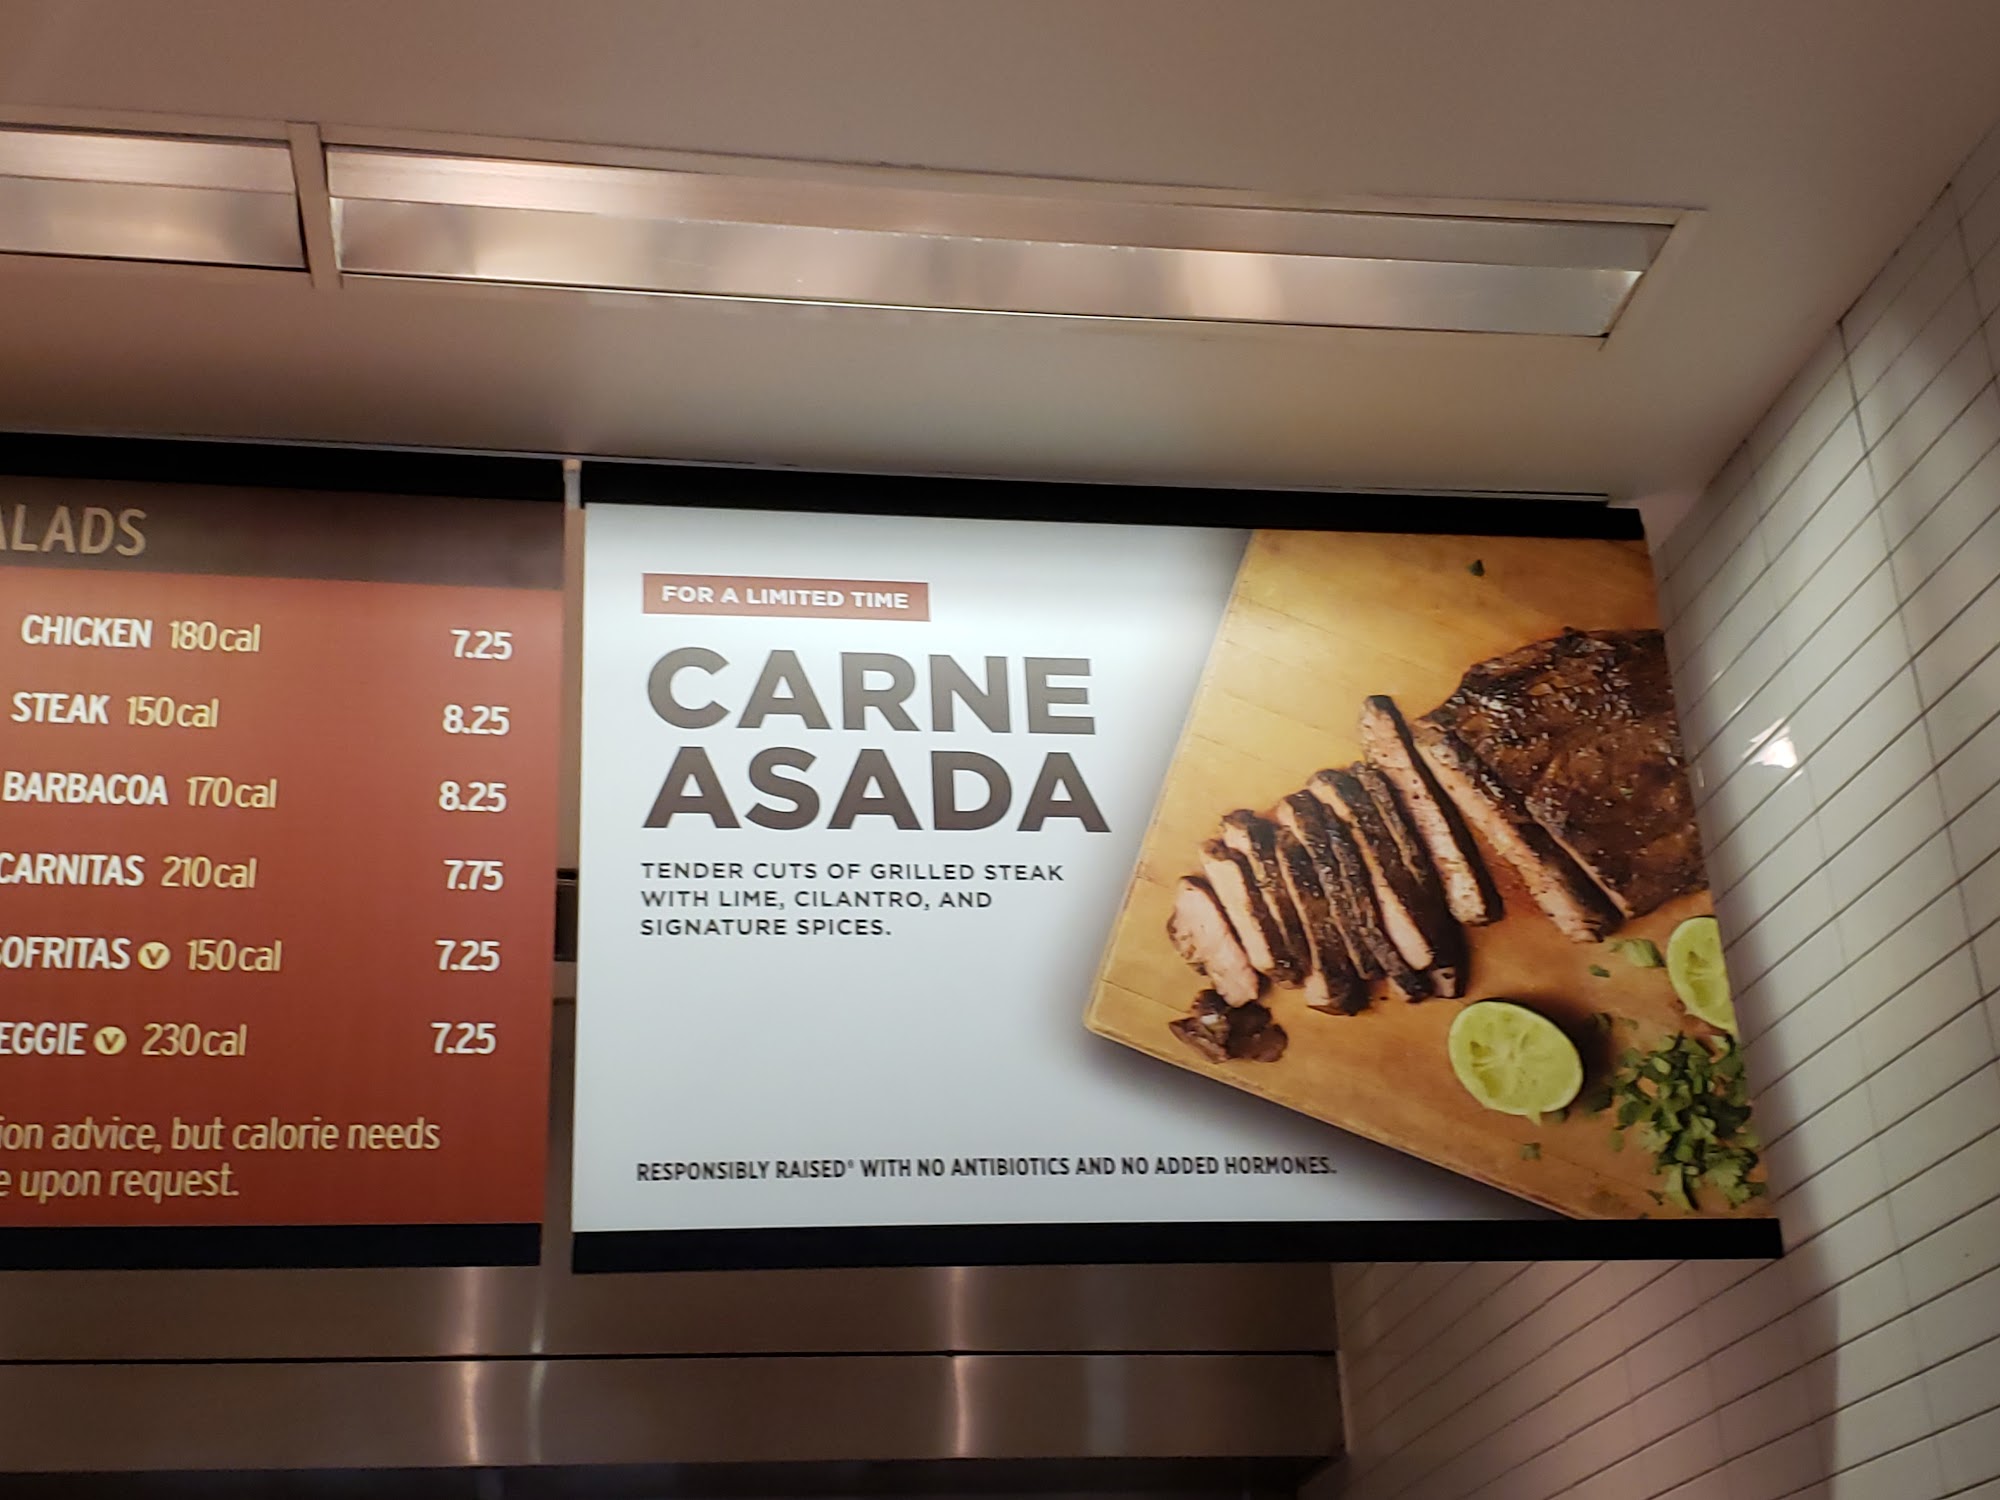 ALADS
CHICKEN 180cal 7.25
STEAK 150cal 8.25
BARBACOA 170cal 8.25
CARNITAS 210cal 7.75
SOFRITAS V 150cal 7.25
EGGIE V 230cal 7.25
ion advice, but calorie needs
e upon request.
FOR A LIMITED TIME
CARNE
ASADA
TENDER CUTS OF GRILLED STEAK
WITH LIME, CILANTRO, AND
SIGNATURE SPICES.
RESPONSIBLY RAISED® WITH NO ANTIBIOTICS AND NO ADDED HORMONES.